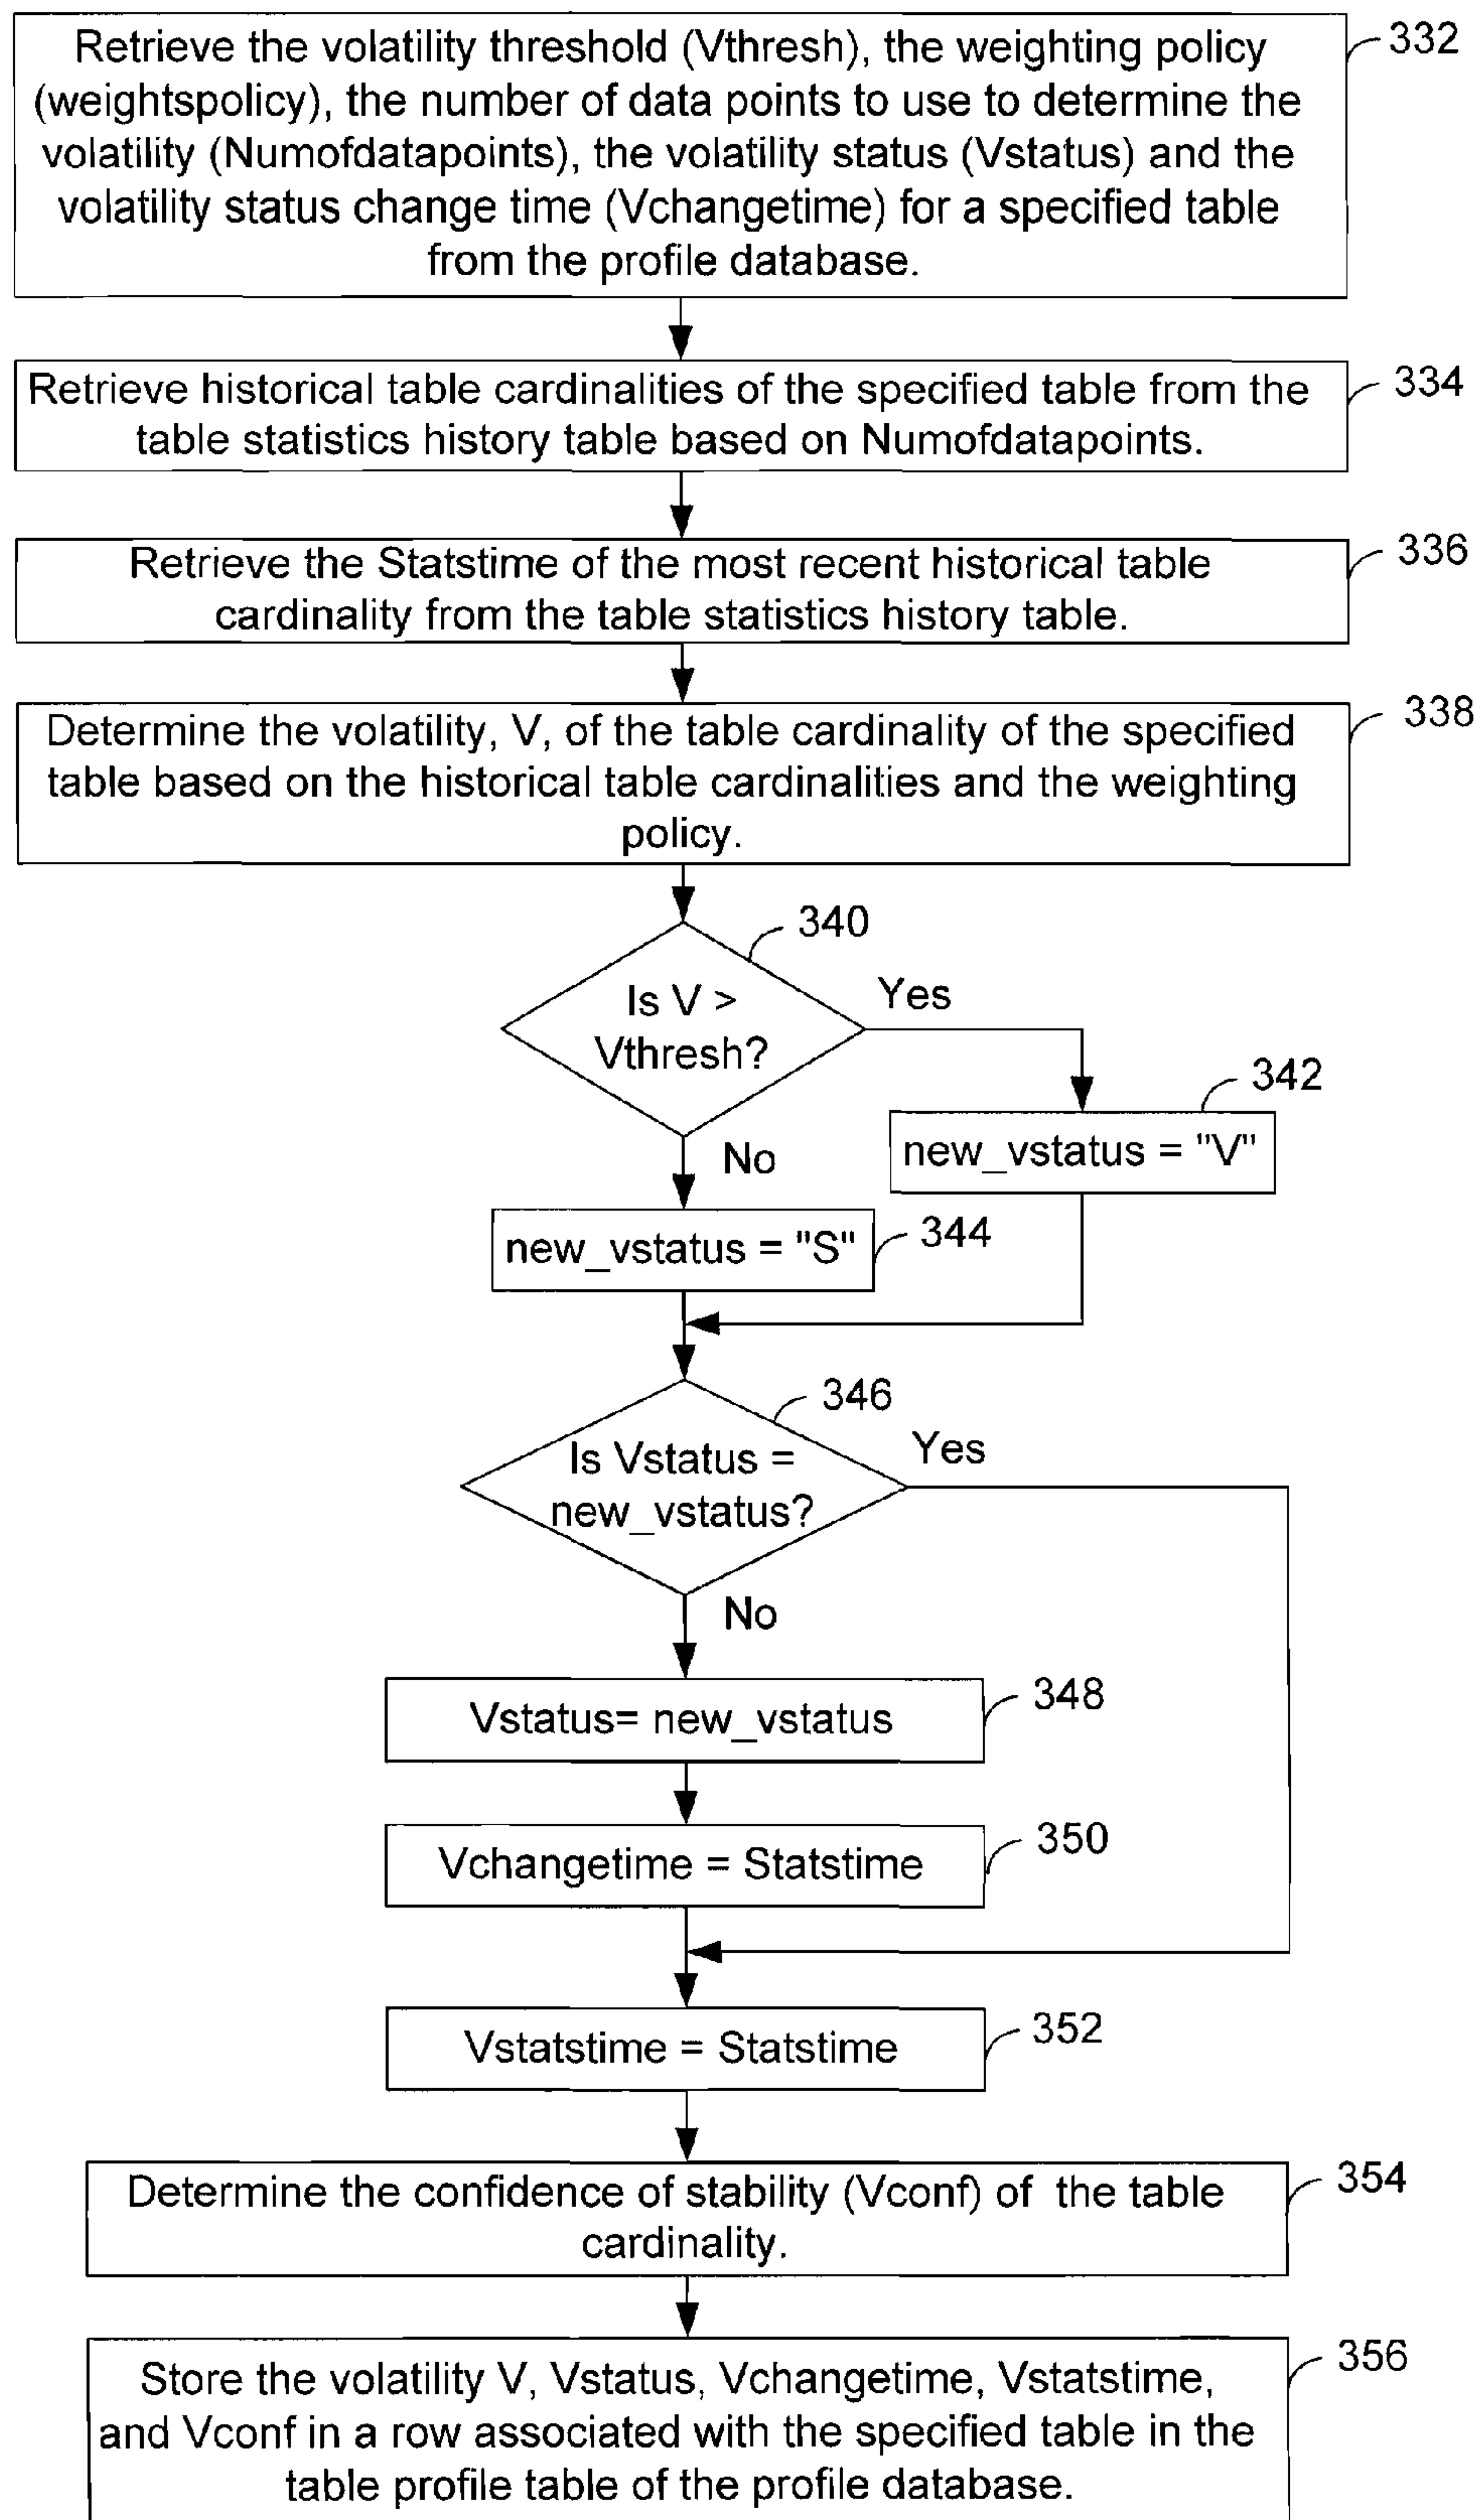 Retrieve the volatility threshold (Vthresh), the weighting policy
332
(weightspolicy), the number of data points to use to determine the
volatility (Numofdatapoints), the volatility status (Vstatus) and the
volatility status change time (Vchangetime) for a specified table
from the profile database.
Retrieve historical table cardinalities of the specified table from the
334
table statistics history table based on Numofdatapoints.
Retrieve the Statstime of the most recent historical table
336
cardinality from the table statistics history table.
Determine the volatility, V, of the table cardinality of the specified
338
table based on the historical table cardinalities and the weighting
policy.
340
Is V >
Vthresh?
Yes
342
new_vstatus = "V"
No
new_vstatus = "S"
344
346
Is Vstatus =
new_vstatus?
Yes
No
Vstatus= new_vstatus
348
Vchangetime = Statstime
350
Vstatstime = Statstime
352
Determine the confidence of stability (Vconf) of the table
354
cardinality.
Store the volatility V, Vstatus, Vchangetime, Vstatstime,
356
and Vconf in a row associated with the specified table in the
table profile table of the profile database.